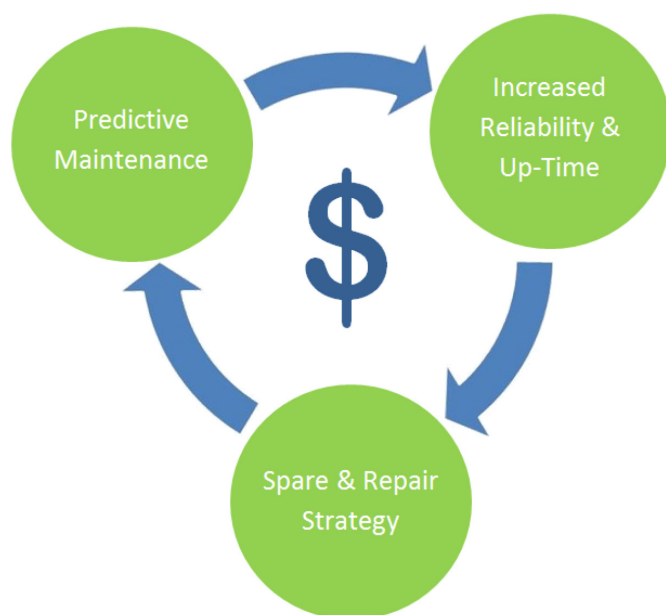 Predictive
Maintenance
Increased
Reliability &
Up-Time
$
Spare & Repair
Strategy